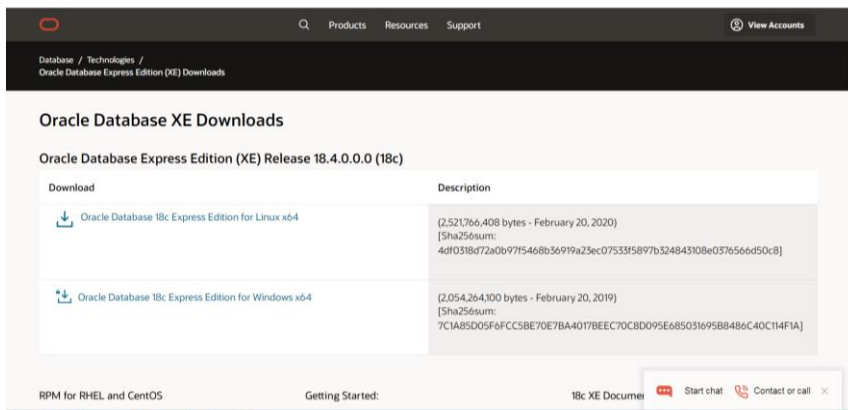 Products Resources Support View Accounts
Database / Technologies /
Oracle Database Express Edition (XE) Downloads
Oracle Database XE Downloads
Oracle Database Express Edition (XE) Release 18.4.0.0.0 (18c)
Download Description
Oracle Database 18c Express Edition for Linux x64
(2,521,766,408 bytes - February 20, 2020)
[Sha256sum:
4df0318d72a0b97f5468b36919a23ec07533f5897b324843108e0376566d50c8]
Oracle Database 18c Express Edition for Windows x64
(2,054,264,100 bytes - February 20, 2019)
[Sha256sum:
7C1A85D05F6FCC5BE70E7BA4017BEEC70C8D095E685031695B8486C40C114F1A]
RPM for RHEL and CentOS Getting Started: 18c XE Documen
Start chat Contact or call